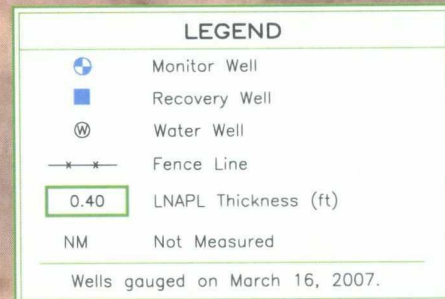 LEGEND
Monitor Well
Recovery Well
W Water Well
x x Fence Line
0.40 LNAPL Thickness (ft)
NM Not Measured
Wells gauged on March 16, 2007.